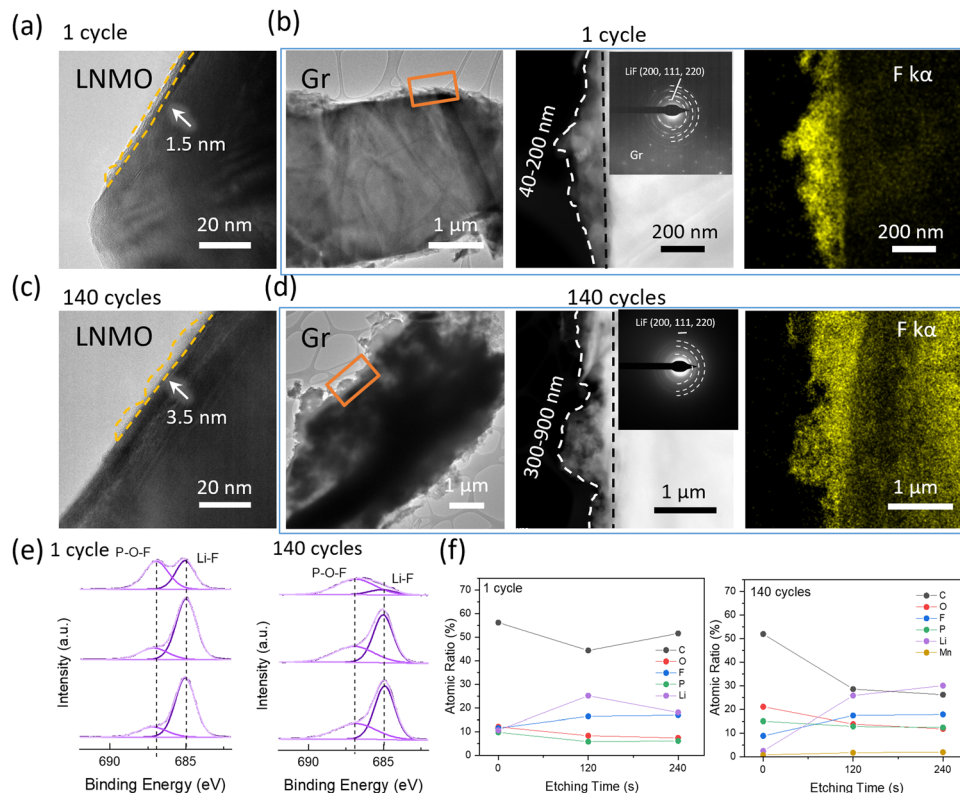 (a)
1 cycle
LNMO
1.5 nm
20 nm
(b)
1 cycle
Gr
1 μm
40-200 nm
LiF (200, 111, 220)
Gr
200 nm
F kα
200 nm
(c)
140 cycles
LNMO
3.5 nm
20 nm
(d)
140 cycles
Gr
1 μm
300-900 nm
LiF (200, 111, 220)
1 μm
F kα
1 μm
(e)
1 cycle
P-O-F
Li-F
Intensity (a.u.)
690
685
Binding Energy (eV)
140 cycles
P-O-F
Li-F
Intensity (a.u.)
690
685
Binding Energy (eV)
(f)
1 cycle
Atomic Ratio (%)
70
60
50
40
30
20
10
0
C
O
F
P
Li
0
120
240
Etching Time (s)
140 cycles
Atomic Ratio (%)
70
60
50
40
30
20
10
0
C
O
F
P
Li
Mn
0
120
240
Etching Time (s)